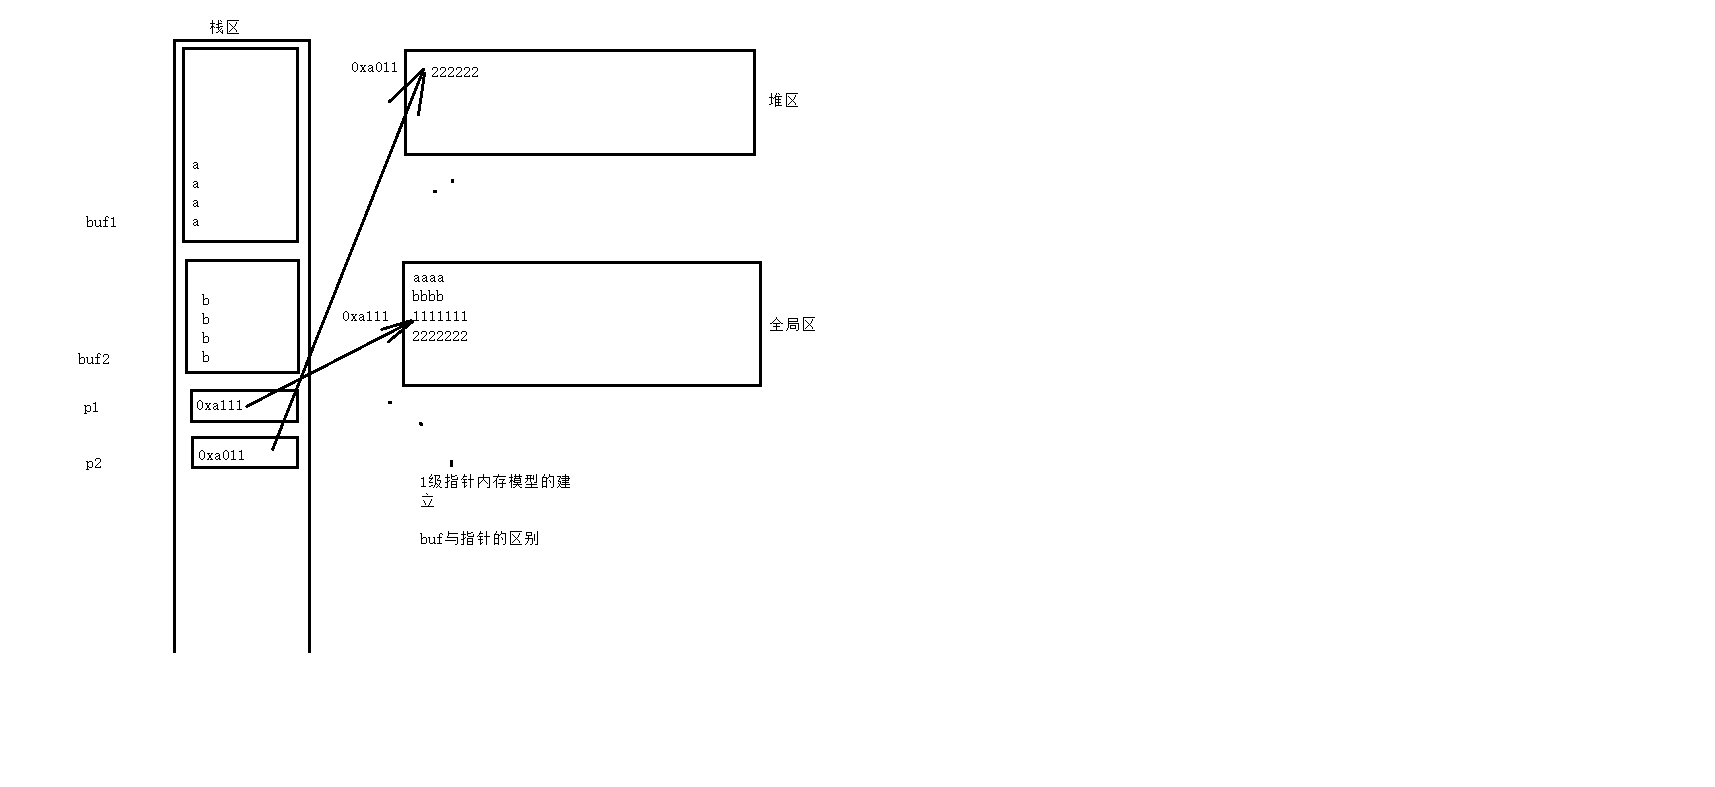 栈区
0xa011
222222
堆区
a
a
a
a
buf1
aaaa
bbbb
0xa111
1111111
2222222
全局区
b
b
b
b
buf2
p1
0xa111
p2
0xa011
1级指针内存模型的建
立
buf与指针的区别